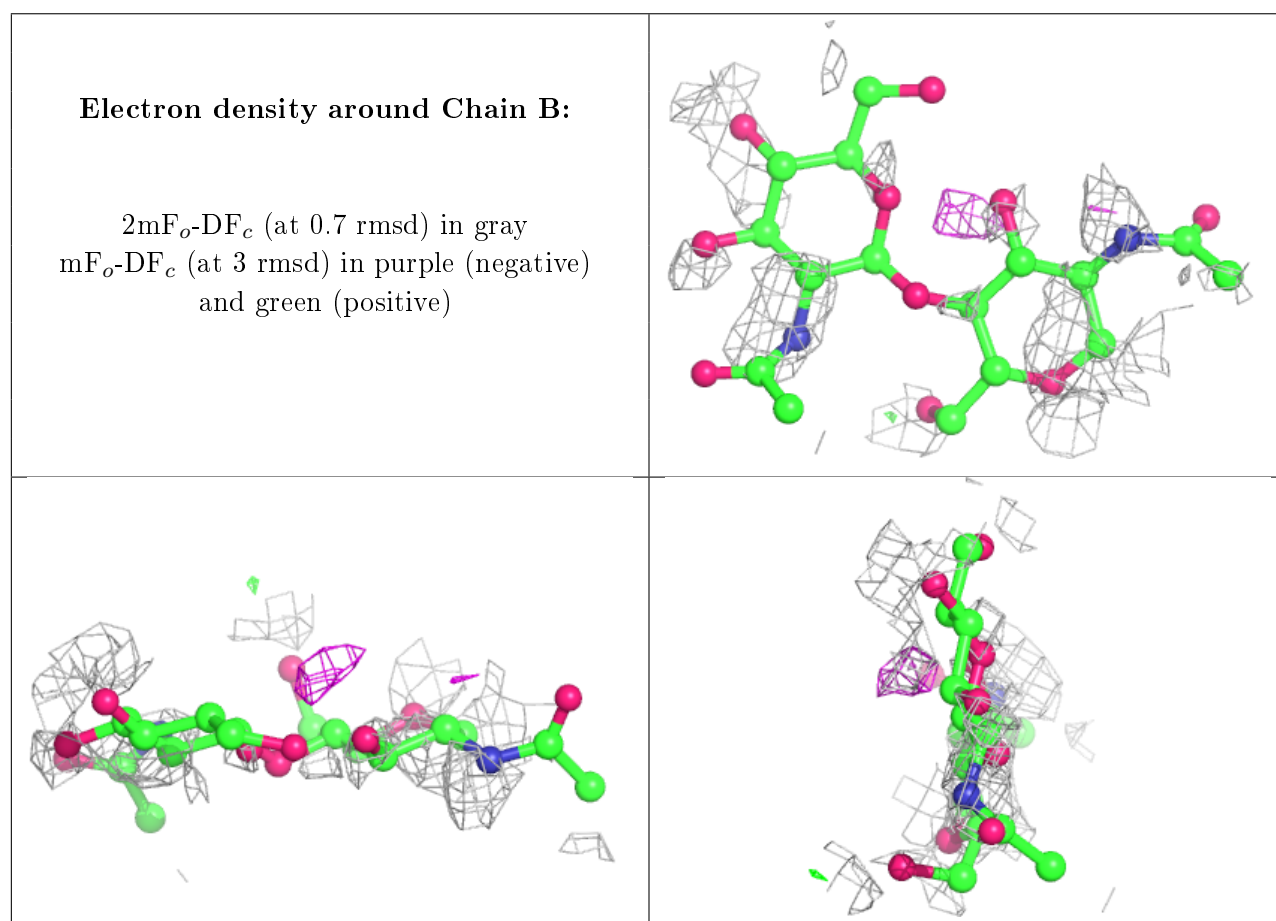 Electron density around Chain B:
2mFo-DFc (at 0.7 rmsd) in gray
mFo-DFc (at 3 rmsd) in purple (negative)
and green (positive)